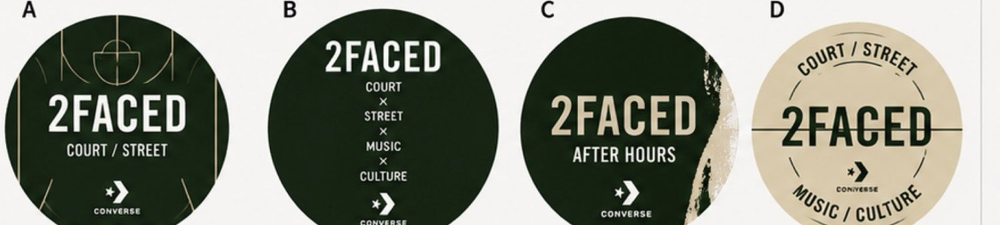 A
2FACED
COURT / STREET
CONVERSE
B
2FACED
COURT
×
STREET
×
MUSIC
×
CULTURE
CONVERSE
C
2FACED
AFTER HOURS
CONVERSE
D
COURT / STREET
2FACED
CONVERSE
MUSIC / CULTURE